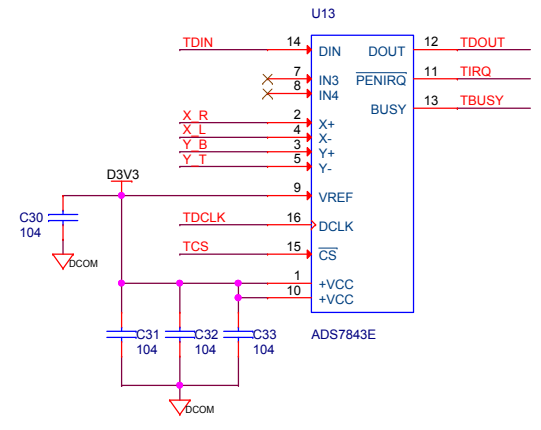 U13
TDIN 14 DIN DOUT 12 TDOUT
7 IN3 PENIRQ 11 TIRQ
8 IN4
BUSY 13 TBUSY
X_R 2 X+
X_L 4 X-
Y_B 3 Y+
Y_T 5 Y-
D3V3
9 VREF
C30
104
TDCLK 16 DCLK
DCOM
TCS 15 CS
1 +VCC
10 +VCC
C31 C32 C33 ADS7843E
104 104 104
DCOM